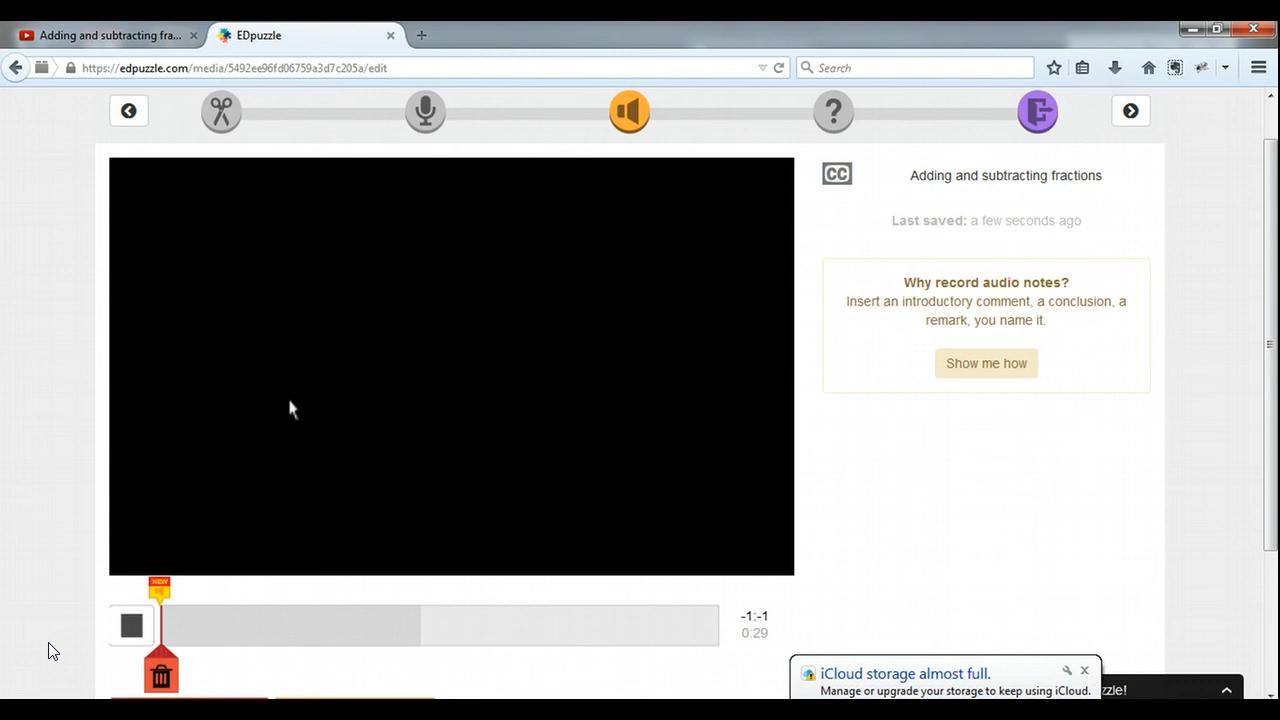 Adding and subtracting fra...
EDpuzzle
https://edpuzzle.com/media/5492ee96fd06759a3d7c205a/edit
Search
?
CC
Adding and subtracting fractions
Last saved: a few seconds ago
Why record audio notes?
Insert an introductory comment, a conclusion, a
remark, you name it.
Show me how
NEW
-1:-1
0:29
iCloud storage almost full.
Manage or upgrade your storage to keep using iCloud.
zzle!